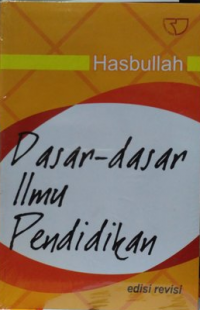 Hasbullah
Dasar-dasar
Ilmu
Pendidikan
edisi revisi